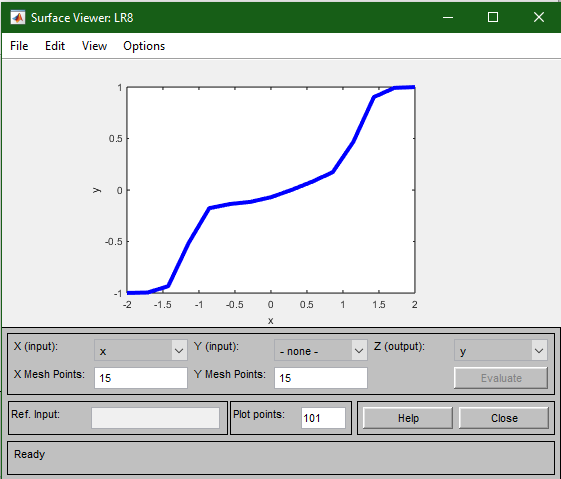 Surface Viewer: LR8
File Edit View Options
1
0.5
0
-0.5
-1
y
-2 -1.5 -1 -0.5 0 0.5 1 1.5 2
x
X (input): x Y (input): - none - Z (output): y
X Mesh Points: 15 Y Mesh Points: 15 Evaluate
Ref. Input: Plot points: 101 Help Close
Ready